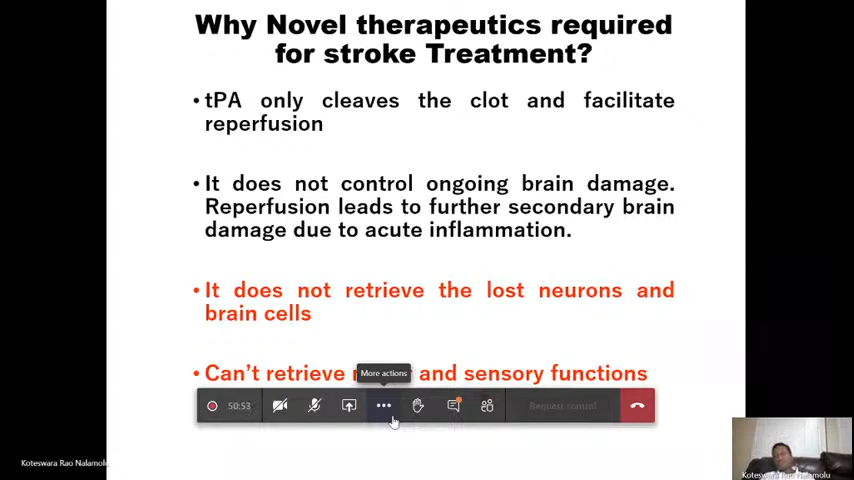 Why Novel therapeutics required
for stroke Treatment?
• tPA only cleaves the clot and facilitate
reperfusion
• It does not control ongoing brain damage.
Reperfusion leads to further secondary brain
damage due to acute inflammation.
• It does not retrieve the lost neurons and
brain cells
• Can't retrieve and sensory functions
More actions
50:53
Request control
Koteswara Rao Nalamolu
Koteswara Rao Nalamolu